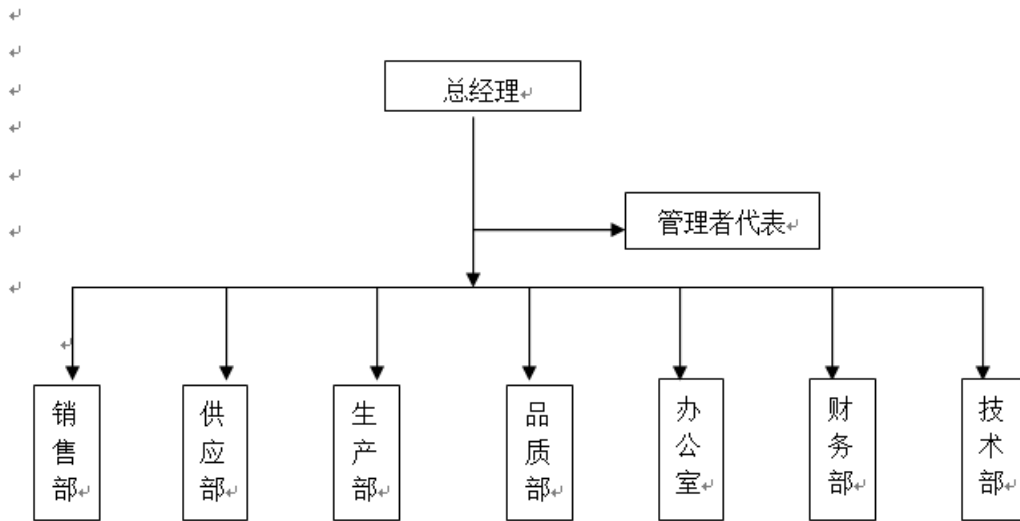 总经理
管理者代表
销售部
供应部
生产部
品质部
办公室
财务部
技术部